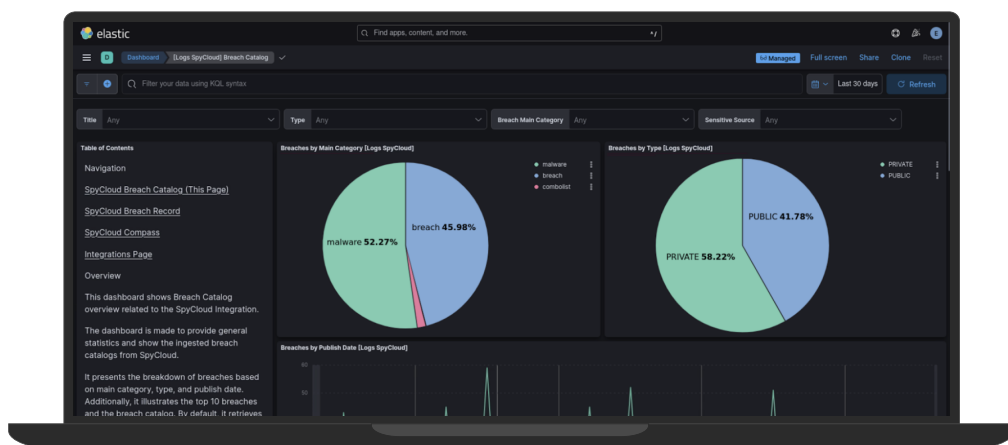 elastic
Find apps, content, and more.
D
Dashboard
[Logs SpyCloud] Breach Catalog
Managed
Full screen
Share
Clone
Reset
E
Filter your data using KQL syntax
Last 30 days
Refresh
Title Any
Type Any
Breach Main Category Any
Sensitive Source Any
Table of Contents
Navigation
SpyCloud Breach Catalog (This Page)
SpyCloud Breach Record
SpyCloud Compass
Integrations Page
Overview
This dashboard shows Breach Catalog
overview related to the SpyCloud Integration.
The dashboard is made to provide general
statistics and show the ingested breach
catalogs from SpyCloud.
It presents the breakdown of breaches based
on main category, type, and publish date.
Additionally, it illustrates the top 10 breaches
and the breach catalog. By default, it retrieves
Breaches by Main Category [Logs SpyCloud]
malware
breach
combolist
malware 52.27%
breach 45.98%
Breaches by Type [Logs SpyCloud]
PRIVATE
PUBLIC
PUBLIC 41.78%
PRIVATE 58.22%
Breaches by Publish Date [Logs SpyCloud]
60
50